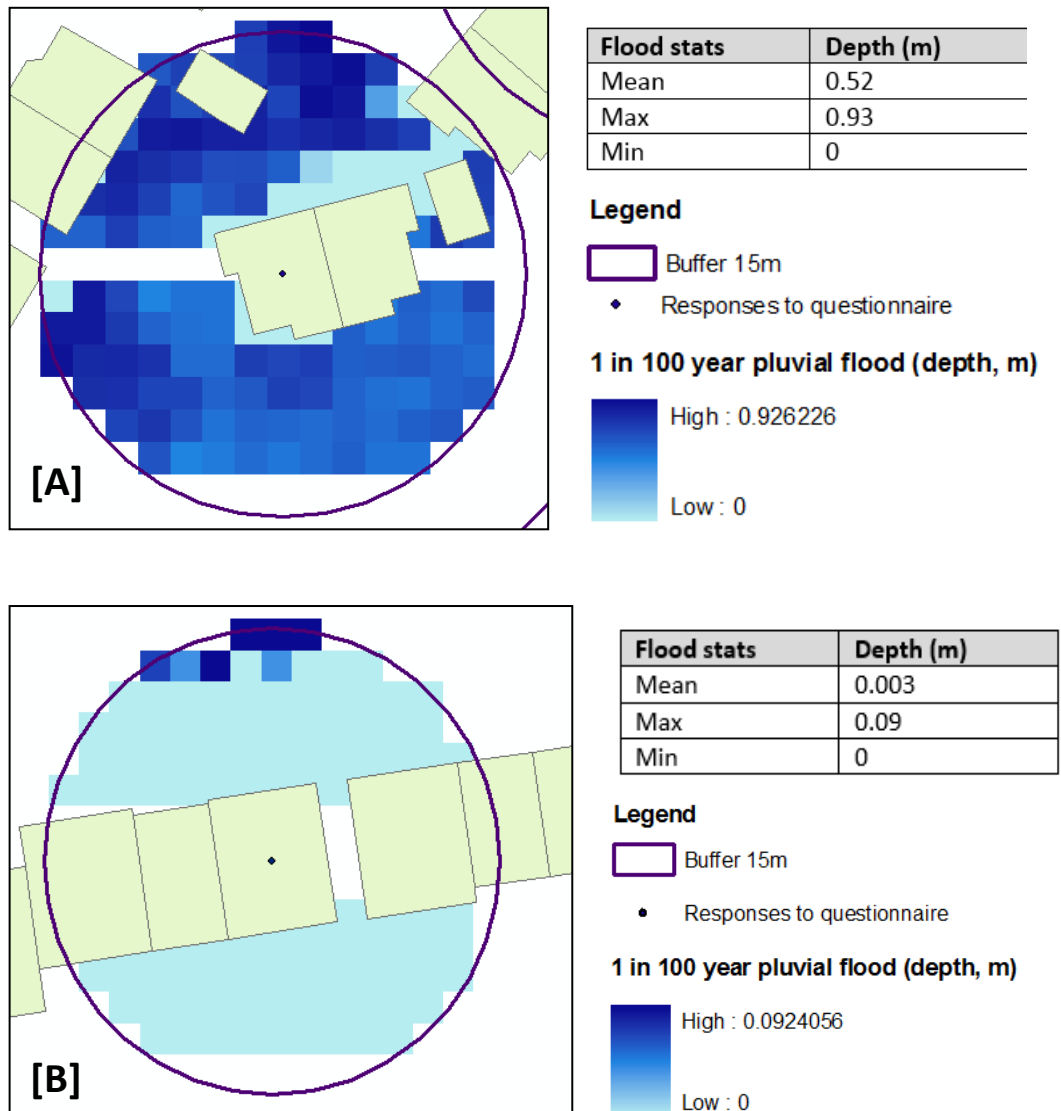 [A]
Flood stats Depth (m)
Mean 0.52
Max 0.93
Min 0
Legend
Buffer 15m
Responses to questionnaire
1 in 100 year pluvial flood (depth, m)
High : 0.926226
Low : 0
[B]
Flood stats Depth (m)
Mean 0.003
Max 0.09
Min 0
Legend
Buffer 15m
Responses to questionnaire
1 in 100 year pluvial flood (depth, m)
High : 0.0924056
Low : 0